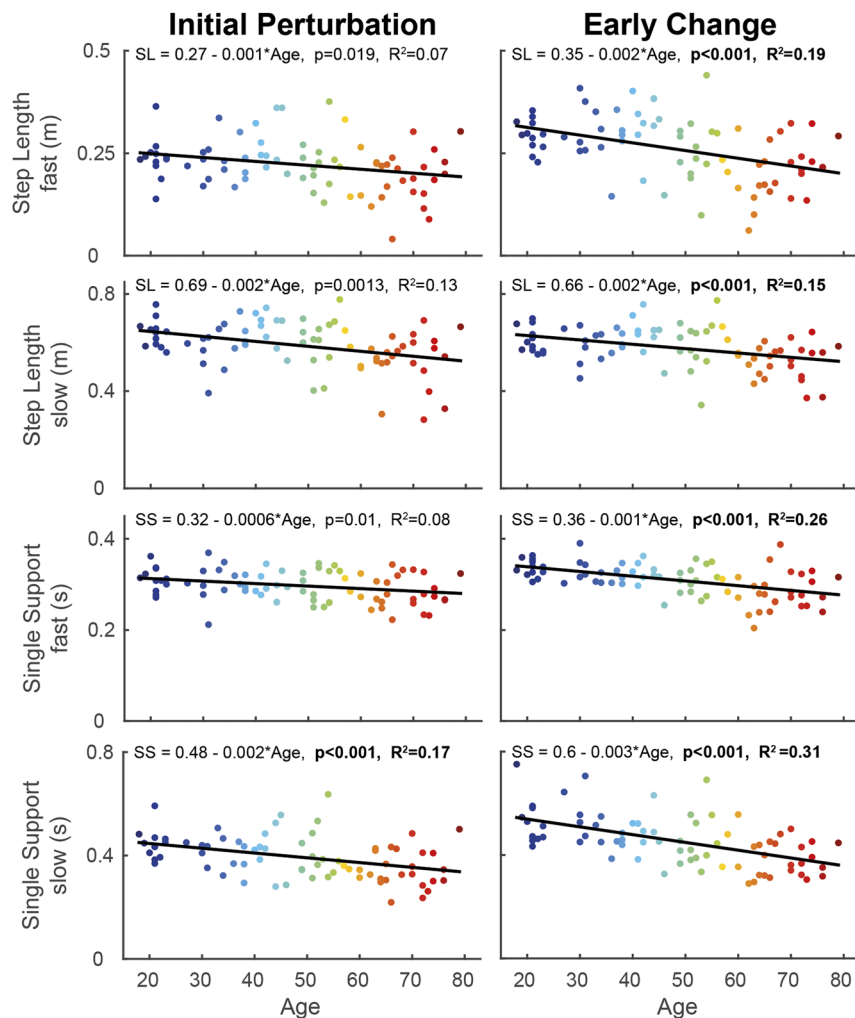 Initial Perturbation
Early Change
SL = 0.27 - 0.001*Age, p=0.019, R²=0.07
SL = 0.35 - 0.002*Age, p<0.001, R²=0.19
Step Length
fast (m)
0.5
0.25
0
SL = 0.69 - 0.002*Age, p=0.0013, R²=0.13
SL = 0.66 - 0.002*Age, p<0.001, R²=0.15
Step Length
slow (m)
0.8
0.4
0
SS = 0.32 - 0.0006*Age, p=0.01, R²=0.08
SS = 0.36 - 0.001*Age, p<0.001, R²=0.26
Single Support
fast (s)
0.4
0.2
0
SS = 0.48 - 0.002*Age, p<0.001, R²=0.17
SS = 0.6 - 0.003*Age, p<0.001, R²=0.31
Single Support
slow (s)
0.8
0.4
0
20 30 40 50 60 70 80
20 30 40 50 60 70 80
Age
Age